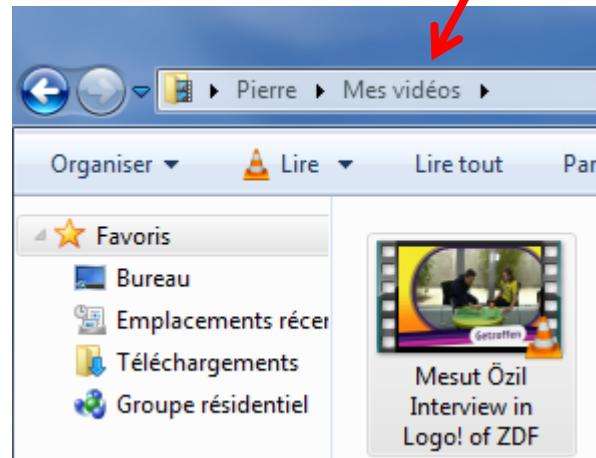 Pierre Mes vidéos
Organiser Lire Lire tout Par
Favoris
Bureau
Emplacements récen
Téléchargements
Groupe résidentiel
Getroffen
Mesut Özil
Interview in
Logo! of ZDF